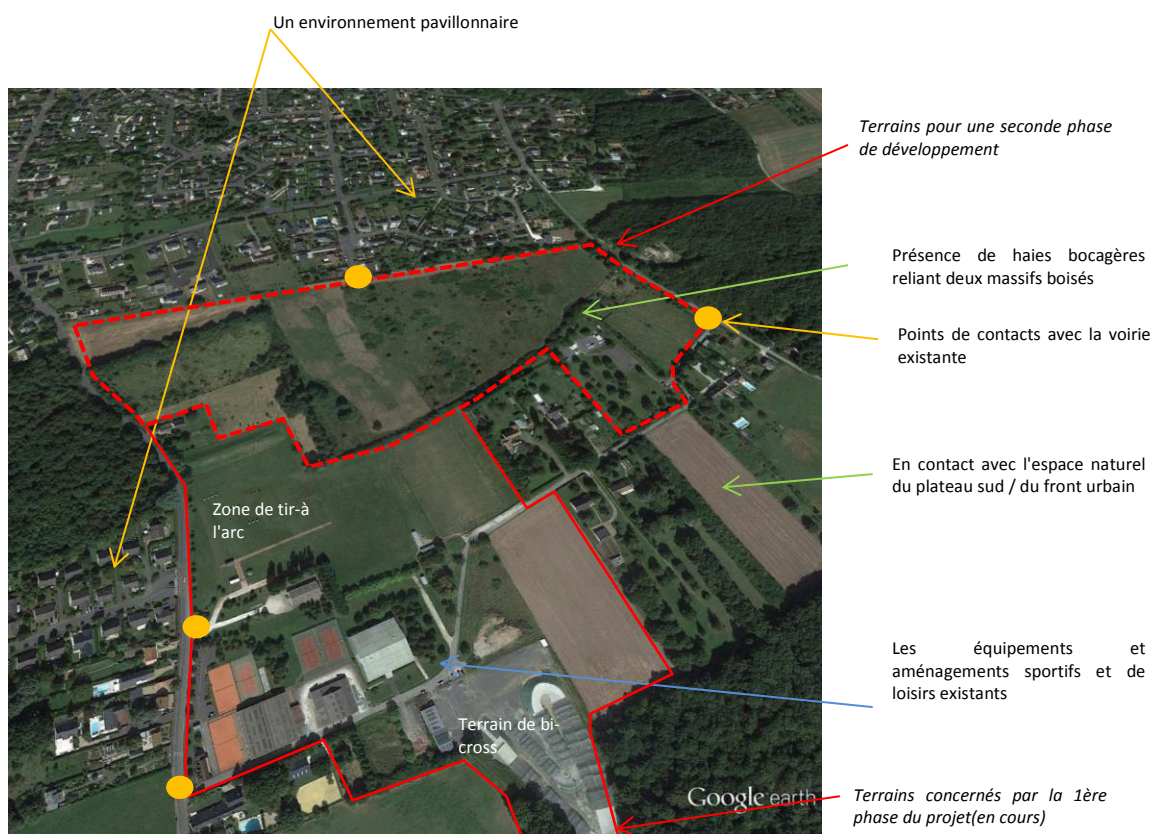 Un environnement pavillonnaire
Terrains pour une seconde phase
de développement
Présence de haies bocagères
reliant deux massifs boisés
Points de contacts avec la voirie
existante
En contact avec l'espace naturel
du plateau sud / du front urbain
Zone de tir-à
l'arc
Les équipements et
aménagements sportifs et de
loisirs existants
Terrain de bi-
cross
Google earth
Terrains concernés par la 1ère
phase du projet(en cours)